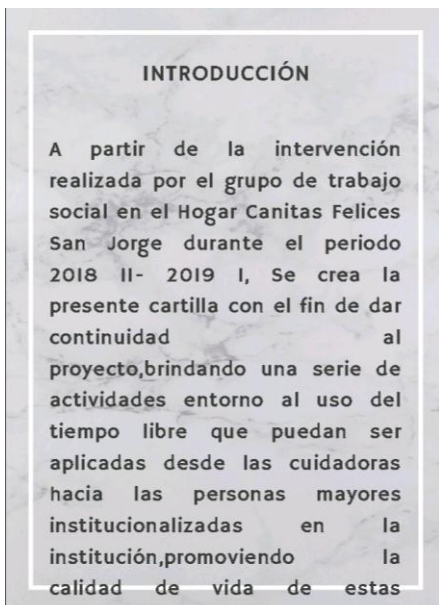 INTRODUCCIÓN
A partir de la intervención
realizada por el grupo de trabajo
social en el Hogar Canitas Felices
San Jorge durante el periodo
2018 II- 2019 I, Se crea la
presente cartilla con el fin de dar
continuidad al
proyecto,brindando una serie de
actividades entorno al uso del
tiempo libre que puedan ser
aplicadas desde las cuidadoras
hacia las personas mayores
institucionalizadas en la
institución,promoviendo la
calidad de vida de estas